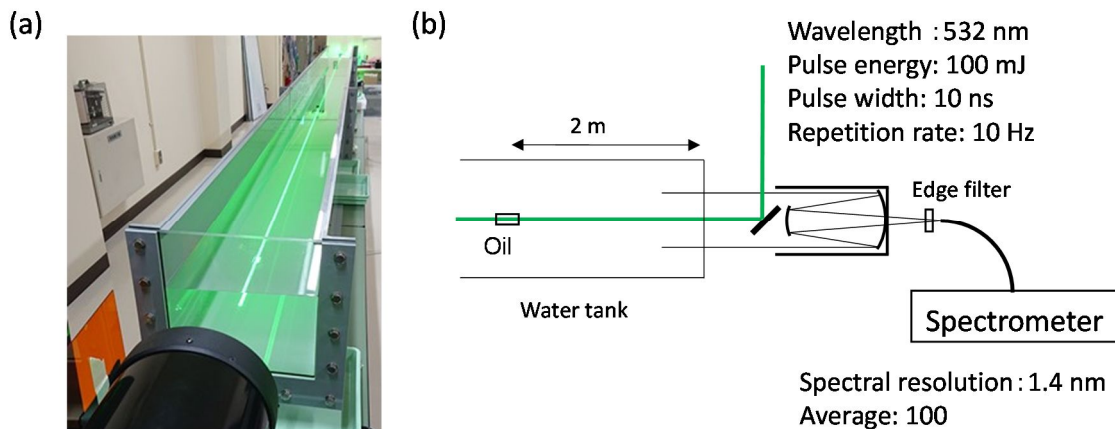 (a)
(b)
Wavelength : 532 nm
Pulse energy: 100 mJ
Pulse width: 10 ns
Repetition rate: 10 Hz
2 m
Edge filter
Oil
Water tank
Spectrometer
Spectral resolution : 1.4 nm
Average: 100